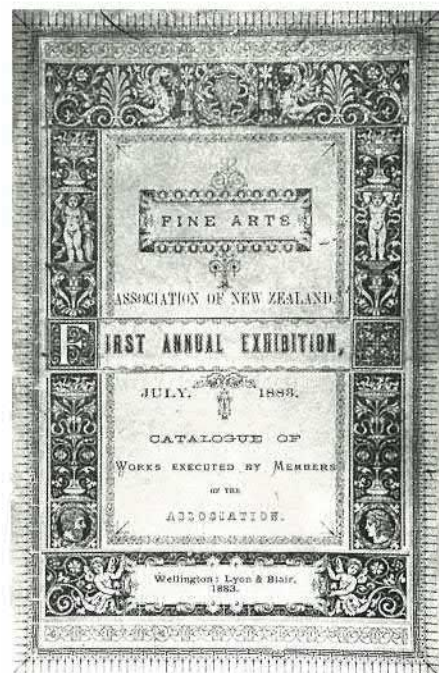 FINE ARTS
ASSOCIATION OF NEW ZEALAND.
FIRST ANNUAL EXHIBITION,
JULY. 1883.
CATALOGUE OF
WORKS EXECUTED BY MEMBERS
OF THE
ASSOCIATION.
Wellington: Lyon & Blair,
1883.